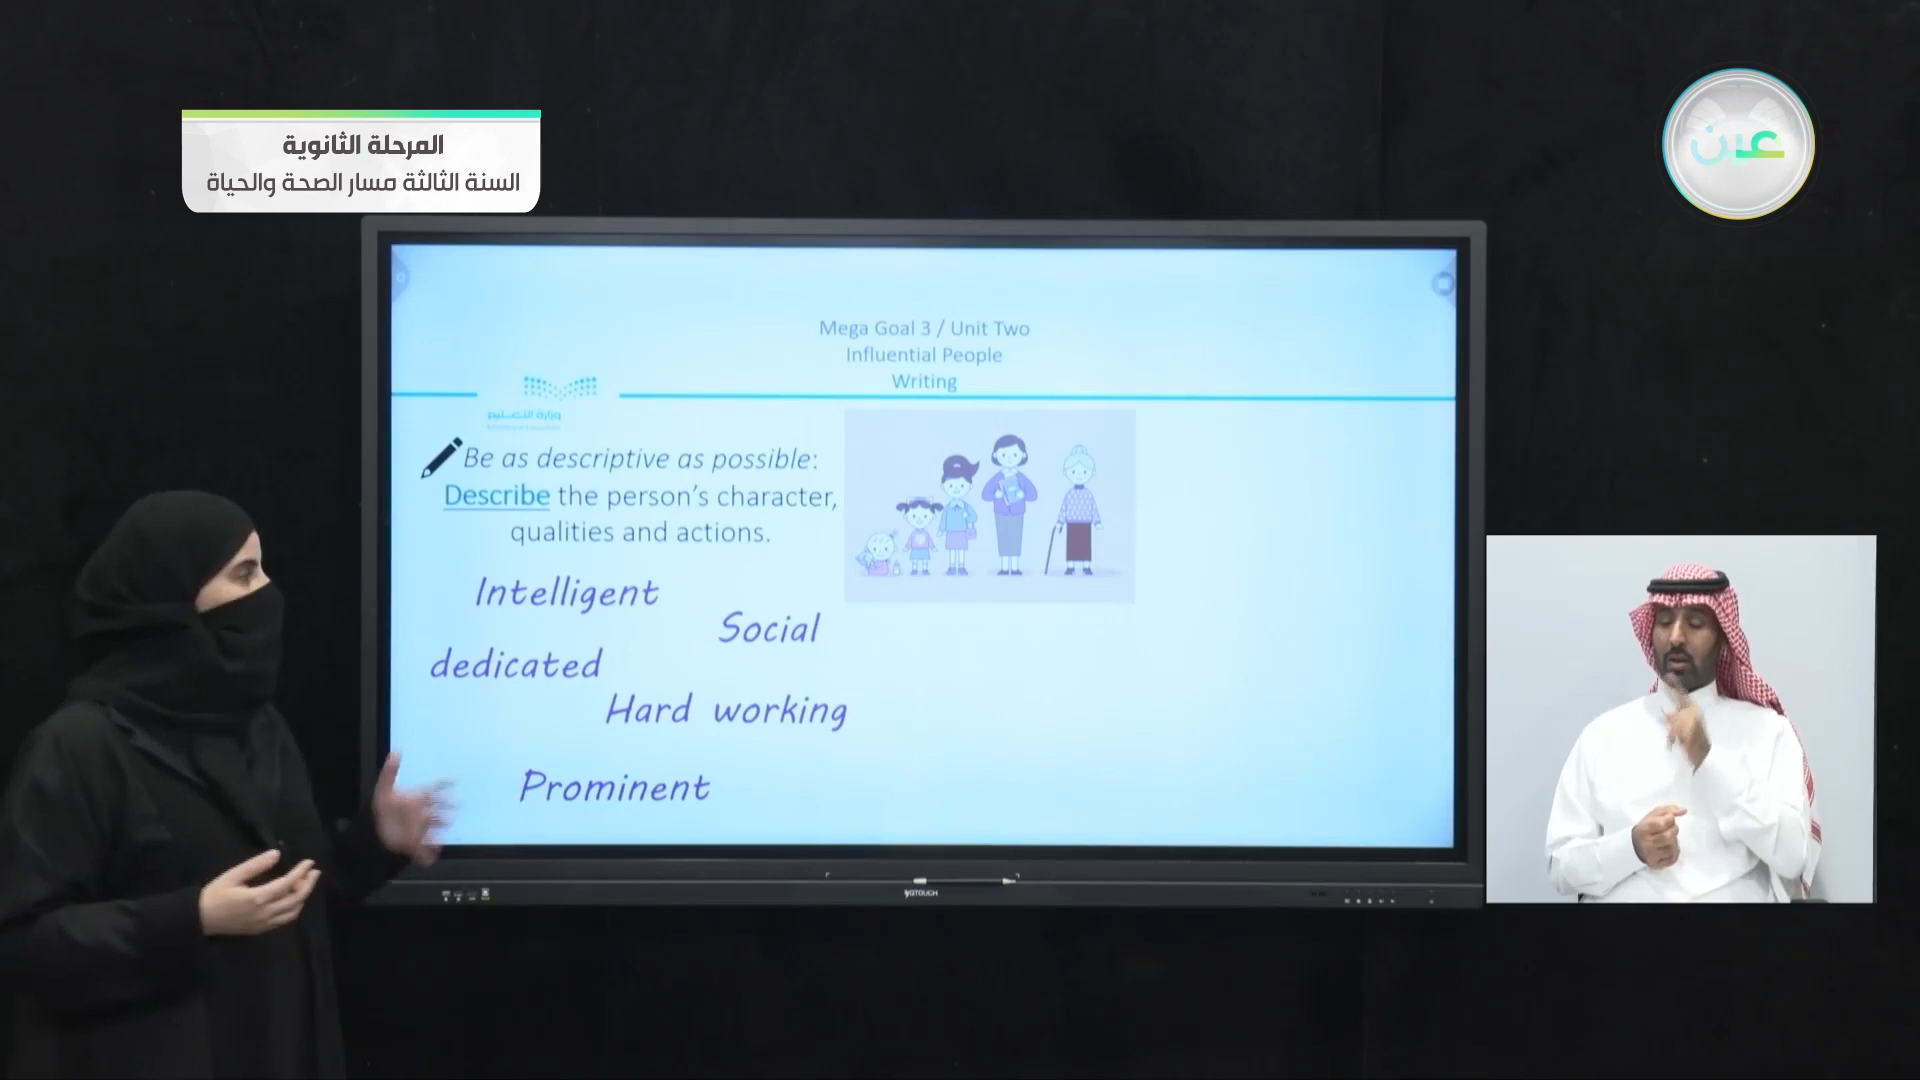 المرحلة الثانوية
السنة الثالثة مسار الصحة والحياة
عين
Mega Goal 3 / Unit Two
Influential People
Writing
وزارة التعليم
Be as descriptive as possible:
Describe the person's character,
qualities and actions.
Intelligent
Social
dedicated
Hard working
Prominent